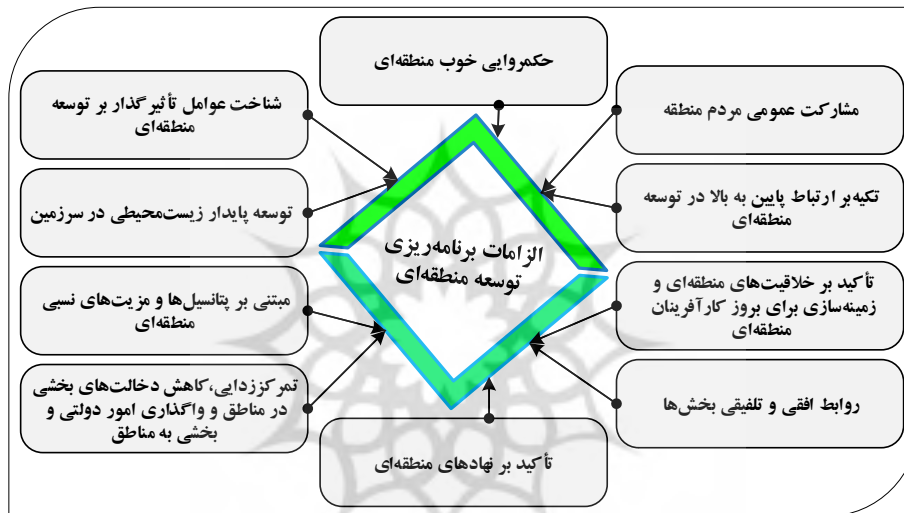 حکمروایی خوب منطقه‌ای
مشارکت عمومی مردم منطقه
تکیه‌بر ارتباط پایین به بالا در توسعه
منطقه‌ای
تأکید بر خلاقیت‌های منطقه‌ای و
زمینه‌سازی برای بروز کارآفرینان
منطقه‌ای
روابط افقی و تلفیقی بخش‌ها
الزامات برنامه‌ریزی
توسعه منطقه‌ای
شناخت عوامل تأثیرگذار بر توسعه
منطقه‌ای
توسعه پایدار زیست‌محیطی در سرزمین
مبتنی بر پتانسیل‌ها و مزیت‌های نسبی
منطقه‌ای
تمرکززدایی،کاهش دخالت‌های بخشی
در مناطق و واگذاری امور دولتی و
بخشی به مناطق
تأکید بر نهادهای منطقه‌ای